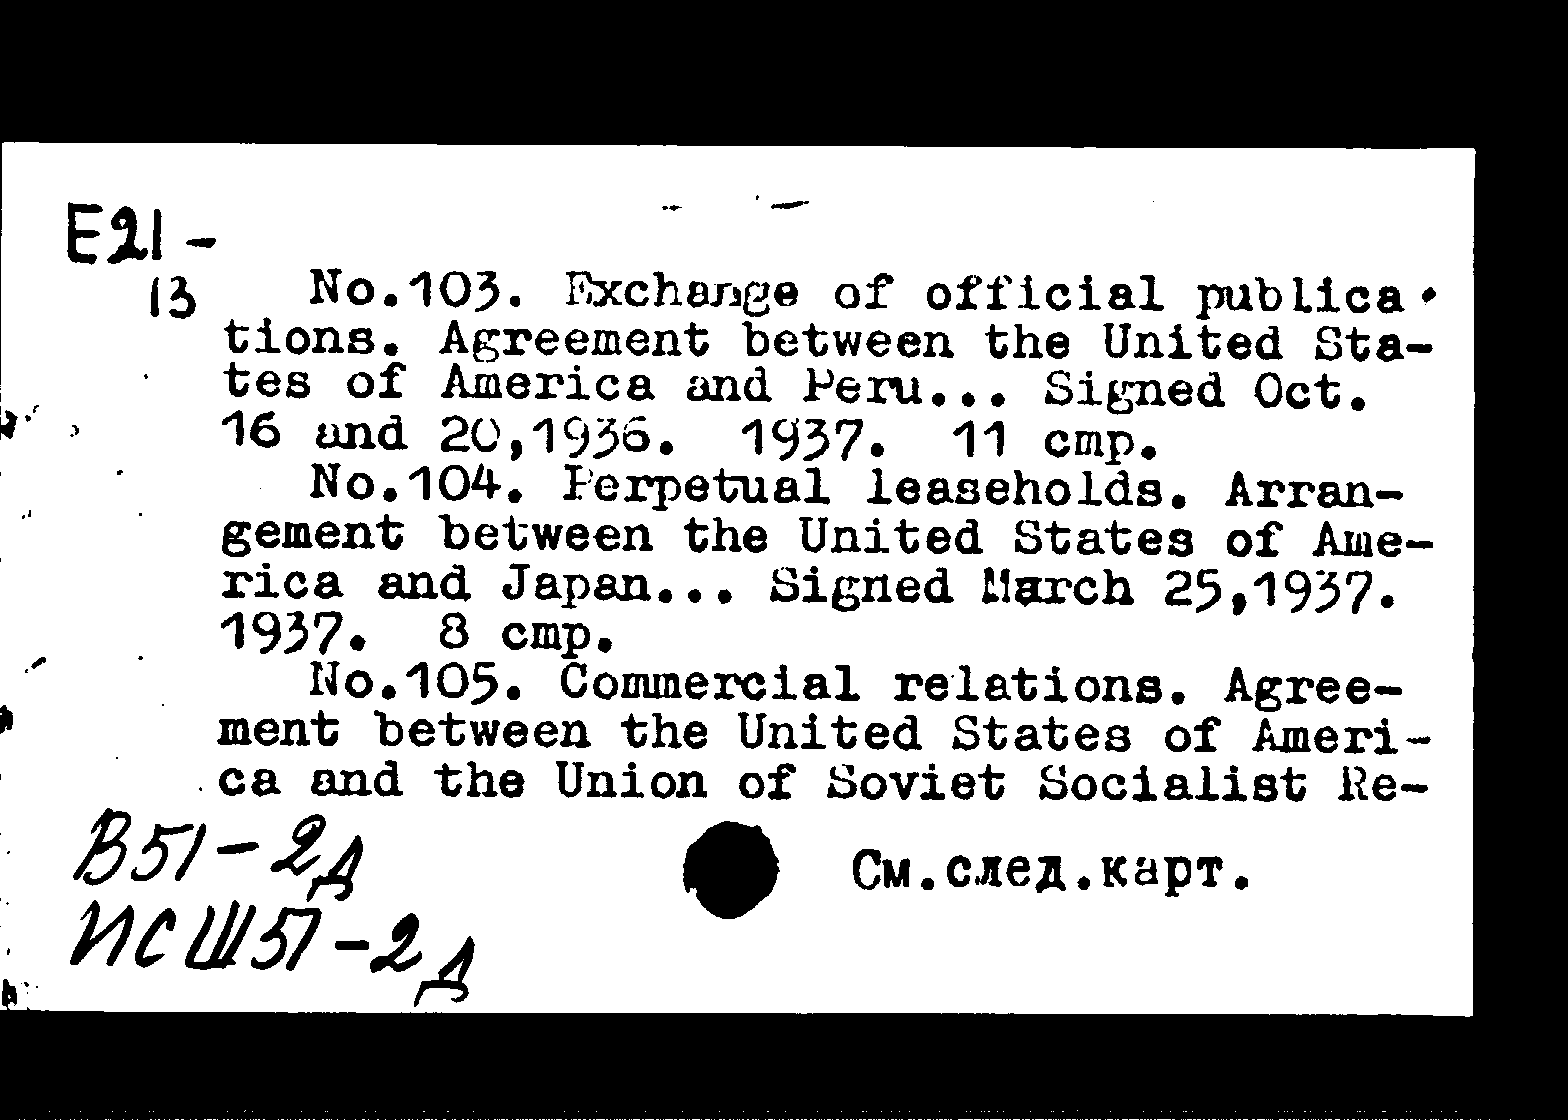 E21-
13
No.103. Exchange of official publica-
tions. Agreement between the United Sta-
tes of America and Peru... Signed Oct.
16 and 20,1936. 1937. 11 стр.
No.104. Perpetual leaseholds. Arran-
gement between the United States of Ame-
rica and Japan... Signed March 25,1937.
1937. 8 стр.
No.105. Commercial relations. Agree-
ment between the United States of Ameri-
ca and the Union of Soviet Socialist Re-
В51-2д
См.след.карт.
ИСШ51-2д